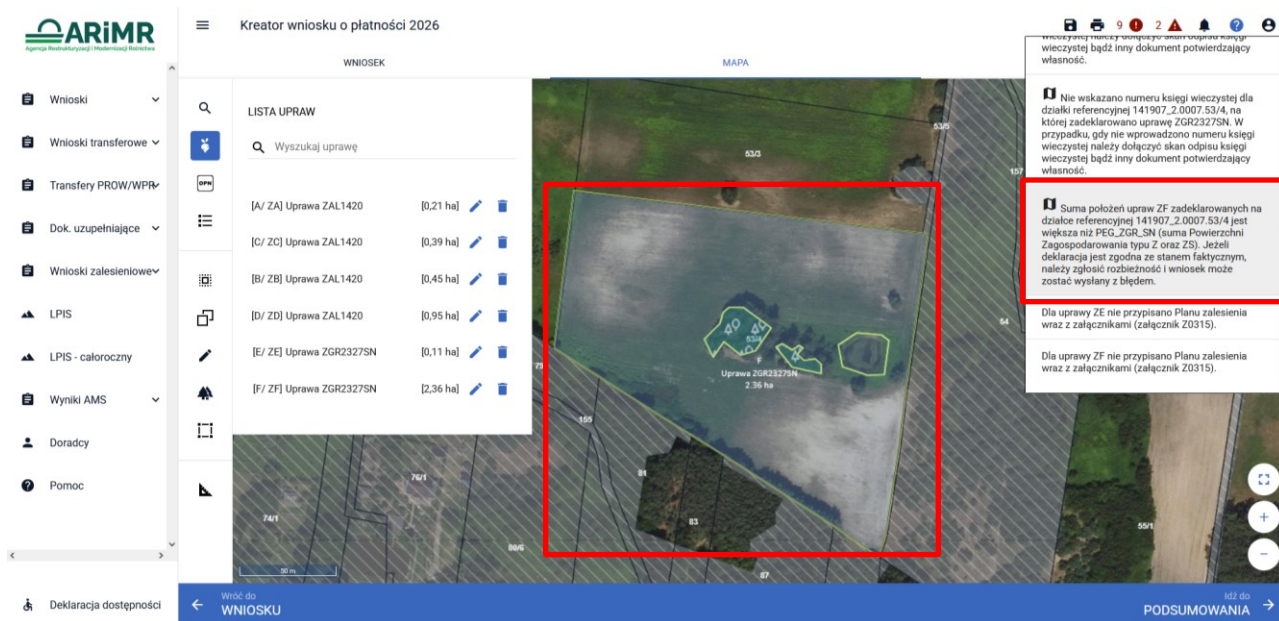 ARiMR
Agencja Restrukturyzacji i Modernizacji Rolnictwa
Kreator wniosku o płatności 2026
9
2
WNIOSEK
MAPA
Wnioski
Wnioski transferowe
Transfery PROW/WPR
Dok. uzupełniające
Wnioski zalesieniowe
LPIS
LPIS - całoroczny
Wyniki AMS
Doradcy
Pomoc
Deklaracja dostępności
OPN
LISTA UPRAW
Wyszukaj uprawę
[A/ ZA] Uprawa ZAL1420 [0,21 ha]
[C/ ZC] Uprawa ZAL1420 [0,39 ha]
[B/ ZB] Uprawa ZAL1420 [0,45 ha]
[D/ ZD] Uprawa ZAL1420 [0,95 ha]
[E/ ZE] Uprawa ZGR2327SN [0,11 ha]
[F/ ZF] Uprawa ZGR2327SN [2,36 ha]
53/5
53/3
157
53/4
F
Uprawa ZGR2327SN
2.36 ha
54
155
81
76/1
83
74/1
80/6
87
55/1
50 m
wieczystej należy dołączyć skan odpisu księgi
wieczystej bądź inny dokument potwierdzający
własność.
Nie wskazano numeru księgi wieczystej dla
działki referencyjnej 141907_2.0007.53/4, na
której zadeklarowano uprawę ZGR2327SN. W
przypadku, gdy nie wprowadzono numeru księgi
wieczystej należy dołączyć skan odpisu księgi
wieczystej bądź inny dokument potwierdzający
własność.
Suma położeń upraw ZF zadeklarowanych na
działce referencyjnej 141907_2.0007.53/4 jest
większa niż PEG_ZGR_SN (suma Powierzchni
Zagospodarowania typu Z oraz ZS). Jeżeli
deklaracja jest zgodna ze stanem faktycznym,
należy zgłosić rozbieżność i wniosek może
zostać wysłany z błędem.
Dla uprawy ZE nie przypisano Planu zalesienia
wraz z załącznikami (załącznik Z0315).
Dla uprawy ZF nie przypisano Planu zalesienia
wraz z załącznikami (załącznik Z0315).
Wróć do
WNIOSKU
Idź do
PODSUMOWANIA